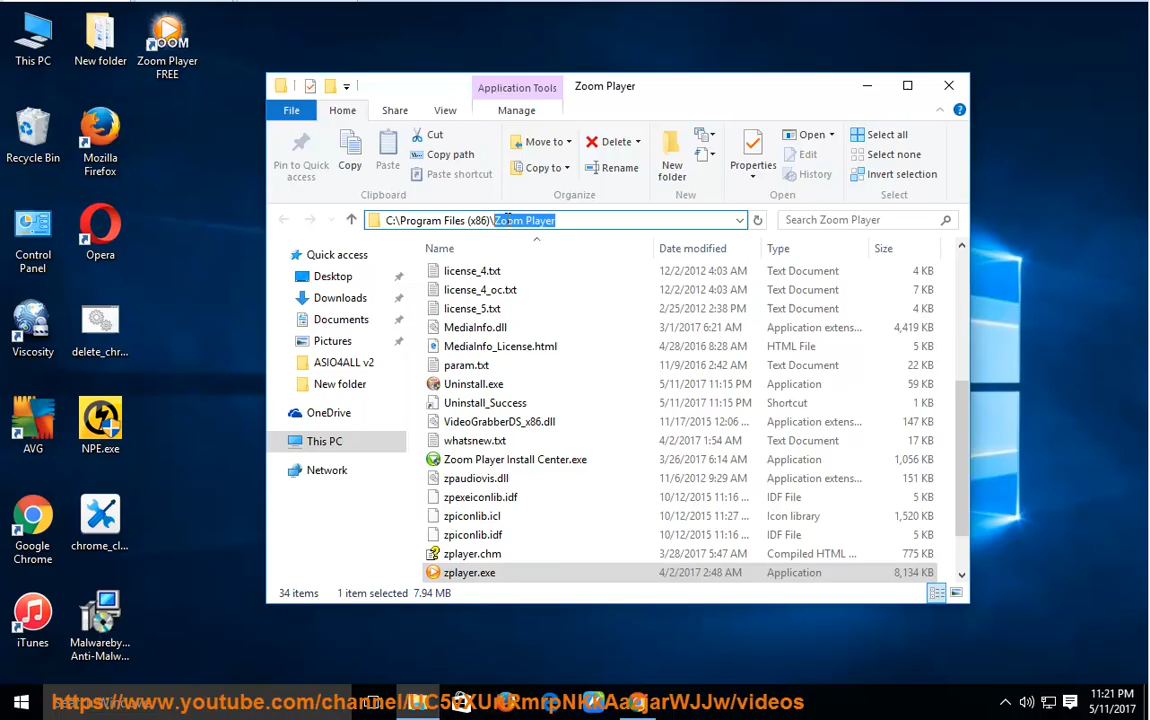 This PC
New folder
Zoom Player
FREE
Recycle Bin
Mozilla
Firefox
Control
Panel
Opera
Viscosity
delete_chr...
AVG
NPE.exe
Google
Chrome
chrome_cl...
iTunes
Malwareby...
Anti-Malw...
Application Tools
Zoom Player
File
Home
Share
View
Manage
Pin to Quick
access
Copy
Paste
Cut
Copy path
Paste shortcut
Clipboard
Move to
Copy to
Delete
Rename
Organize
New
folder
New
Properties
Open
Edit
History
Open
Select all
Select none
Invert selection
Select
C:\Program Files (x86)\Zoom Player
Search Zoom Player
Quick access
Desktop
Downloads
Documents
Pictures
ASIO4ALL v2
New folder
OneDrive
This PC
Network
Name Date modified Type Size
license_4.txt 12/2/2012 4:03 AM Text Document 4 KB
license_4_oc.txt 12/2/2012 4:03 AM Text Document 7 KB
license_5.txt 2/25/2012 2:38 PM Text Document 4 KB
MediaInfo.dll 3/1/2017 6:21 AM Application extens... 4,419 KB
MediaInfo_License.html 4/28/2016 8:28 AM HTML File 5 KB
param.txt 11/9/2016 2:42 AM Text Document 22 KB
Uninstall.exe 5/11/2017 11:15 PM Application 59 KB
Uninstall_Success 5/11/2017 11:15 PM Shortcut 1 KB
VideoGrabberDS_x86.dll 11/17/2015 12:06 ... Application extens... 147 KB
whatsnew.txt 4/2/2017 1:54 AM Text Document 17 KB
Zoom Player Install Center.exe 3/26/2017 6:14 AM Application 1,056 KB
zpaudiovis.dll 11/6/2012 9:29 AM Application extens... 151 KB
zpexeiconlib.idf 10/12/2015 11:16 ... IDF File 5 KB
zpiconlib.icl 10/12/2015 11:27 ... Icon library 1,520 KB
zpiconlib.idf 10/12/2015 11:16 ... IDF File 5 KB
zplayer.chm 3/28/2017 5:47 AM Compiled HTML ... 775 KB
zplayer.exe 4/2/2017 2:48 AM Application 8,134 KB
34 items 1 item selected 7.94 MB
11:21 PM
5/11/2017